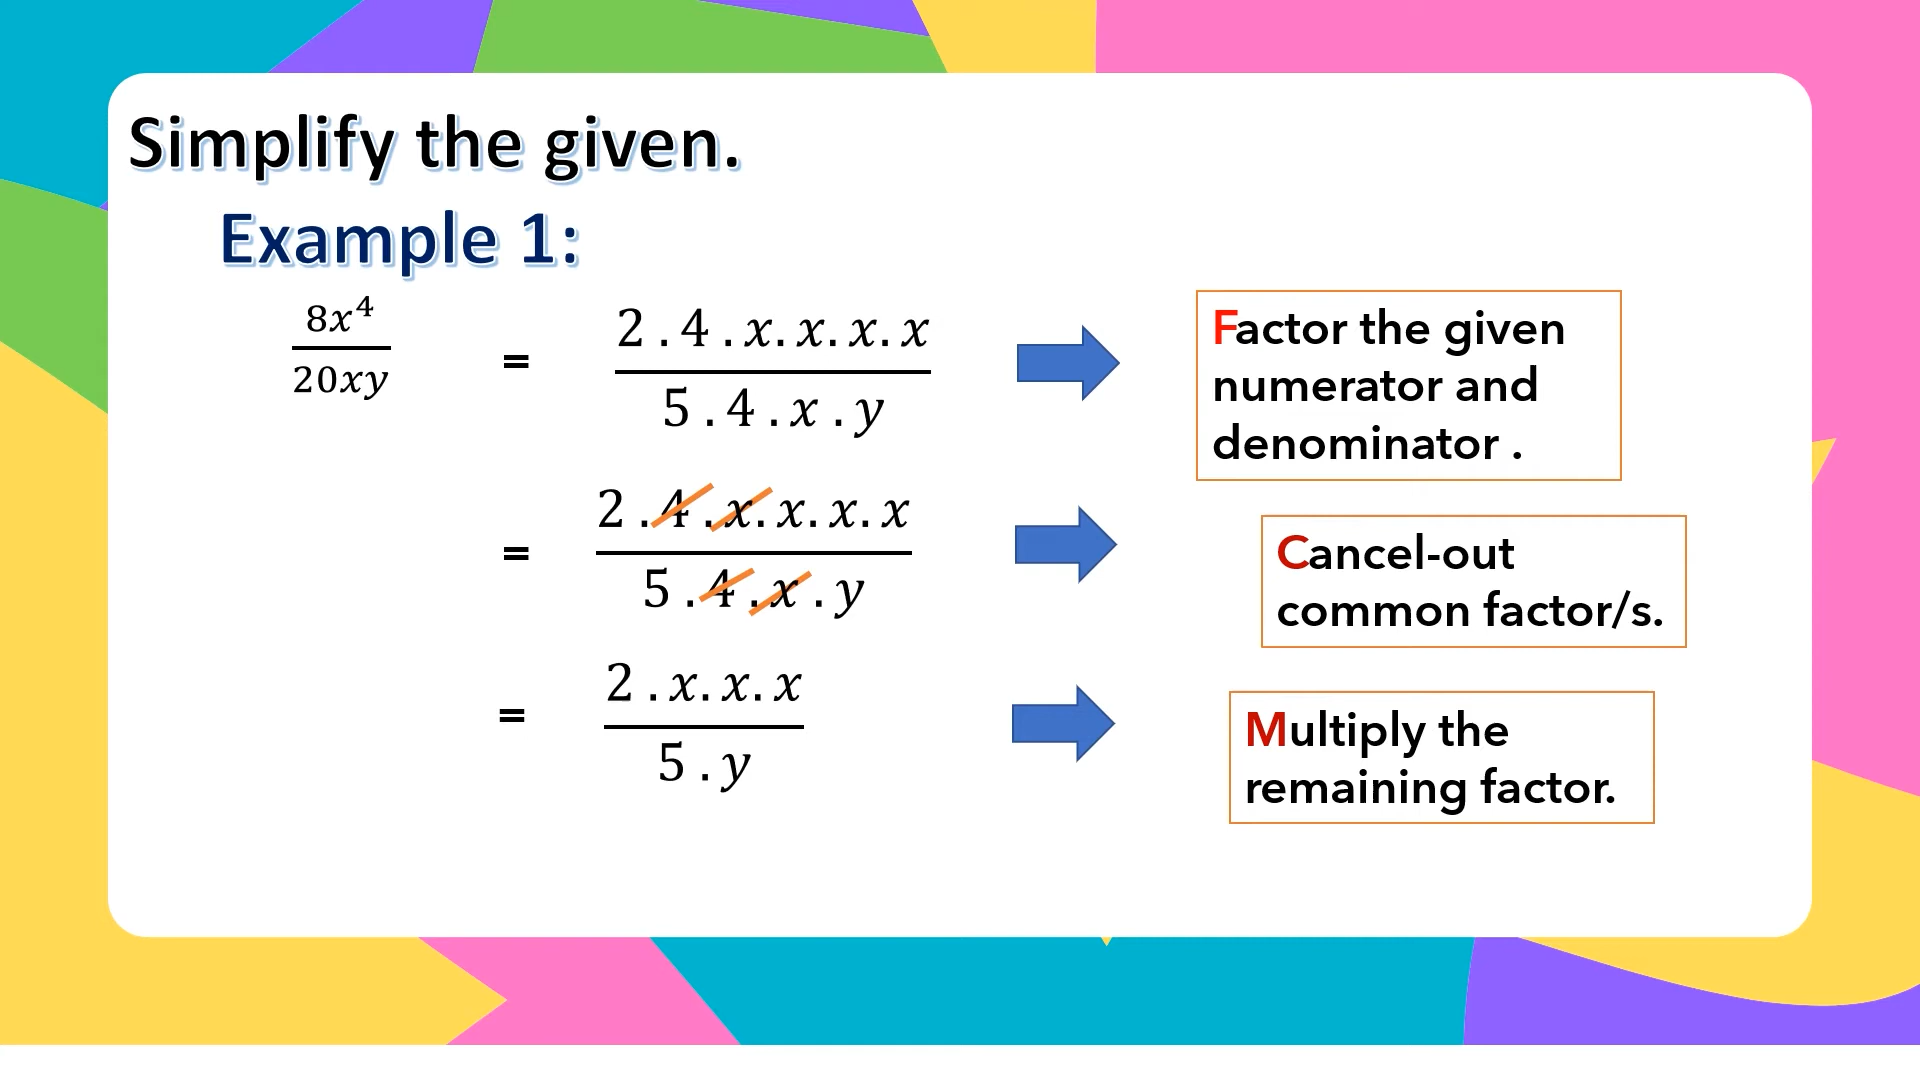 Simplify the given.
Example 1:
8x⁴
20xy
=
2 . 4 . x. x. x. x
5 . 4 . x . y
Factor the given
numerator and
denominator .
=
2 . 4 . x. x. x. x
5 . 4 . x . y
Cancel-out
common factor/s.
=
2 . x. x. x
5 . y
Multiply the
remaining factor.